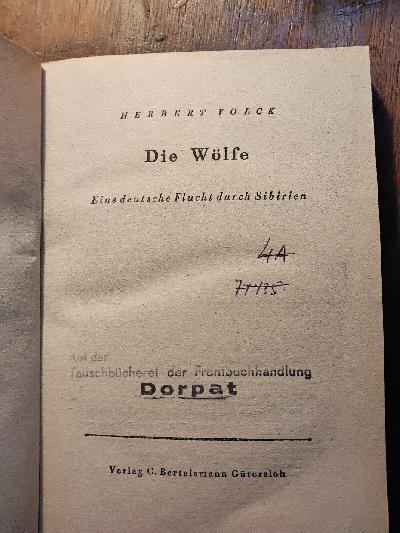 HERBERT VOLCK
Die Wölfe
Eine deutsche Flucht durch Sibirien
4A
Aus der
Tauschbücherei der Frontbuchhandlung
Dorpat
Verlag C. Bertelsmann Gütersloh